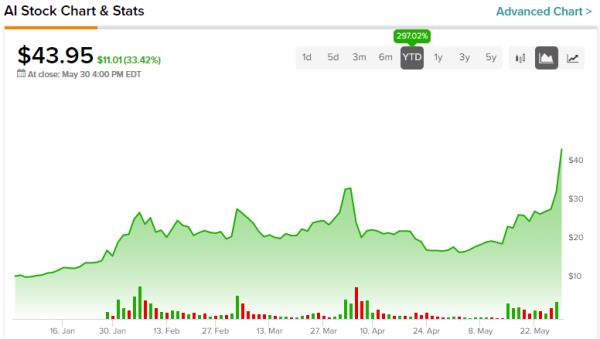 AI Stock Chart & Stats
Advanced Chart >
297.02%
$43.95 $11.01(33.42%)
1d 5d 3m 6m YTD 1y 3y 5y
At close: May 30 4:00 PM EDT
$40
$30
$20
$10
16. Jan 30. Jan 13. Feb 27. Feb 13. Mar 27. Mar 10. Apr 24. Apr 8. May 22. May